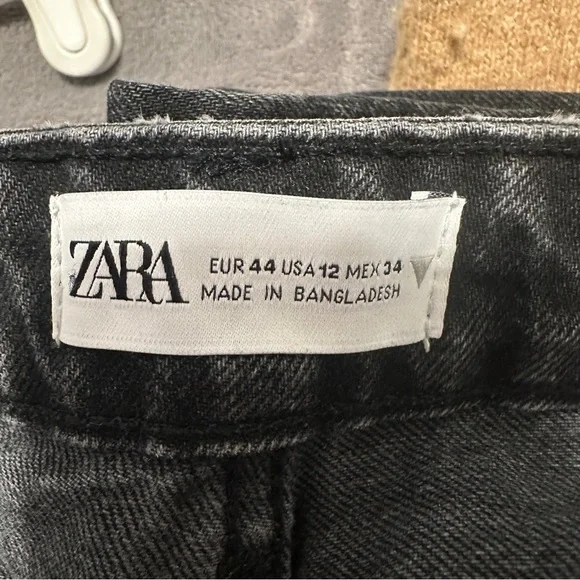 ZARA
EUR 44 USA 12 MEX 34
MADE IN BANGLADESH